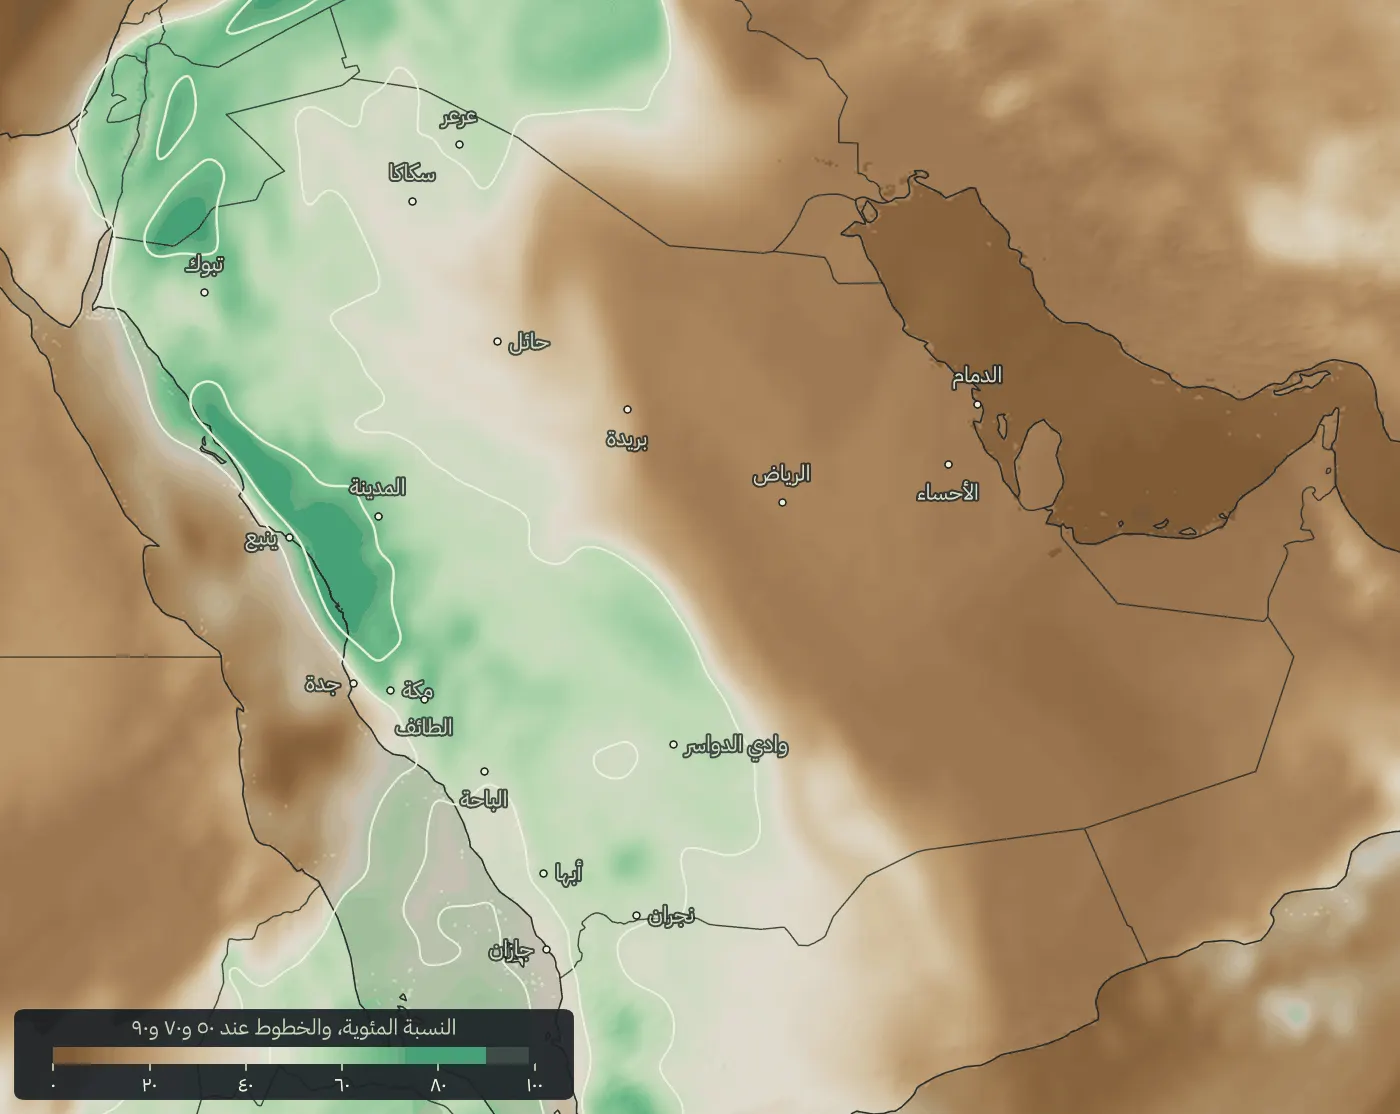 عرعر
سكاكا
تبوك
حائل
الدمام
بريدة
الرياض
المدينة
الأحساء
ينبع
جدة
مكة
الطائف
وادي الدواسر
الباحة
أبها
نجران
جازان
النسبة المئوية، والخطوط عند ٥٠ و٧٠ و٩٠
٠ ٢٠ ٤٠ ٦٠ ٨٠ ١٠٠